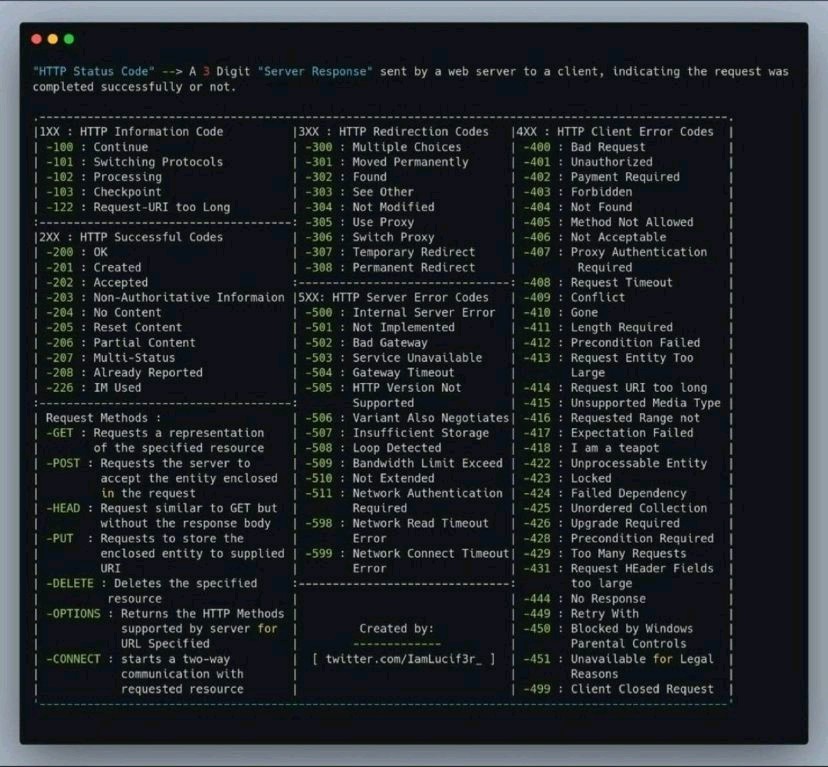 "HTTP Status Code" --> A 3 Digit "Server Response" sent by a web server to a client, indicating the request was
completed successfully or not.
1XX : HTTP Information Code
-100 : Continue
-101 : Switching Protocols
-102 : Processing
-103 : Checkpoint
-122 : Request-URI too Long
2XX : HTTP Successful Codes
-200 : OK
-201 : Created
-202 : Accepted
-203 : Non-Authoritative Informaion
-204 : No Content
-205 : Reset Content
-206 : Partial Content
-207 : Multi-Status
-208 : Already Reported
-226 : IM Used
Request Methods :
-GET : Requests a representation
of the specified resource
-POST : Requests the server to
accept the entity enclosed
in the request
-HEAD : Request similar to GET but
without the response body
-PUT : Requests to store the
enclosed entity to supplied
URI
-DELETE : Deletes the specified
resource
-OPTIONS : Returns the HTTP Methods
supported by server for
URL Specified
-CONNECT : starts a two-way
communication with
requested resource
3XX : HTTP Redirection Codes
-300 : Multiple Choices
-301 : Moved Permanently
-302 : Found
-303 : See Other
-304 : Not Modified
-305 : Use Proxy
-306 : Switch Proxy
-307 : Temporary Redirect
-308 : Permanent Redirect
5XX: HTTP Server Error Codes
-500 : Internal Server Error
-501 : Not Implemented
-502 : Bad Gateway
-503 : Service Unavailable
-504 : Gateway Timeout
-505 : HTTP Version Not
Supported
-506 : Variant Also Negotiates
-507 : Insufficient Storage
-508 : Loop Detected
-509 : Bandwidth Limit Exceed
-510 : Not Extended
-511 : Network Authentication
Required
-598 : Network Read Timeout
Error
-599 : Network Connect Timeout
Error
Created by:
[ twitter.com/IamLucif3r_ ]
4XX : HTTP Client Error Codes
-400 : Bad Request
-401 : Unauthorized
-402 : Payment Required
-403 : Forbidden
-404 : Not Found
-405 : Method Not Allowed
-406 : Not Acceptable
-407 : Proxy Authentication
Required
-408 : Request Timeout
-409 : Conflict
-410 : Gone
-411 : Length Required
-412 : Precondition Failed
-413 : Request Entity Too
Large
-414 : Request URI too long
-415 : Unsupported Media Type
-416 : Requested Range not
-417 : Expectation Failed
-418 : I am a teapot
-422 : Unprocessable Entity
-423 : Locked
-424 : Failed Dependency
-425 : Unordered Collection
-426 : Upgrade Required
-428 : Precondition Required
-429 : Too Many Requests
-431 : Request HEader Fields
too large
-444 : No Response
-449 : Retry With
-450 : Blocked by Windows
Parental Controls
-451 : Unavailable for Legal
Reasons
-499 : Client Closed Request